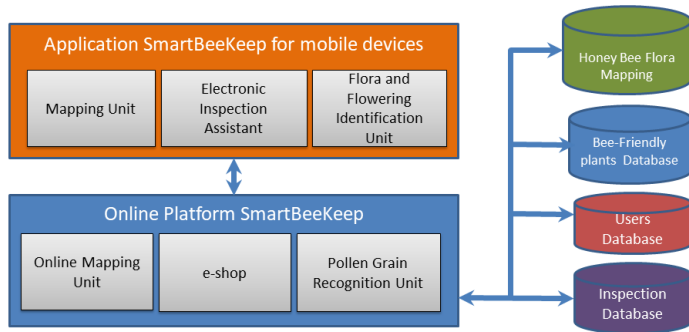 Application SmartBeeKeep for mobile devices
Mapping Unit
Electronic
Inspection
Assistant
Flora and
Flowering
Identification
Unit
Online Platform SmartBeeKeep
Online Mapping
Unit
e-shop
Pollen Grain
Recognition Unit
Honey Bee Flora
Mapping
Bee-Friendly
plants Database
Users
Database
Inspection
Database